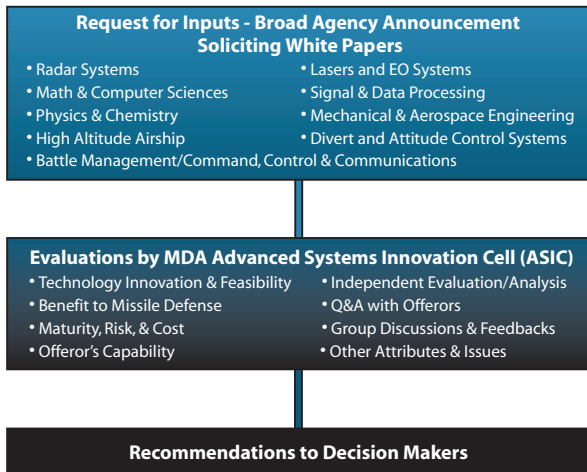 Request for Inputs - Broad Agency Announcement
Soliciting White Papers
• Radar Systems
• Math & Computer Sciences
• Physics & Chemistry
• High Altitude Airship
• Lasers and EO Systems
• Signal & Data Processing
• Mechanical & Aerospace Engineering
• Divert and Attitude Control Systems
• Battle Management/Command, Control & Communications
Evaluations by MDA Advanced Systems Innovation Cell (ASIC)
• Technology Innovation & Feasibility
• Benefit to Missile Defense
• Maturity, Risk, & Cost
• Offeror's Capability
• Independent Evaluation/Analysis
• Q&A with Offerors
• Group Discussions & Feedbacks
• Other Attributes & Issues
Recommendations to Decision Makers